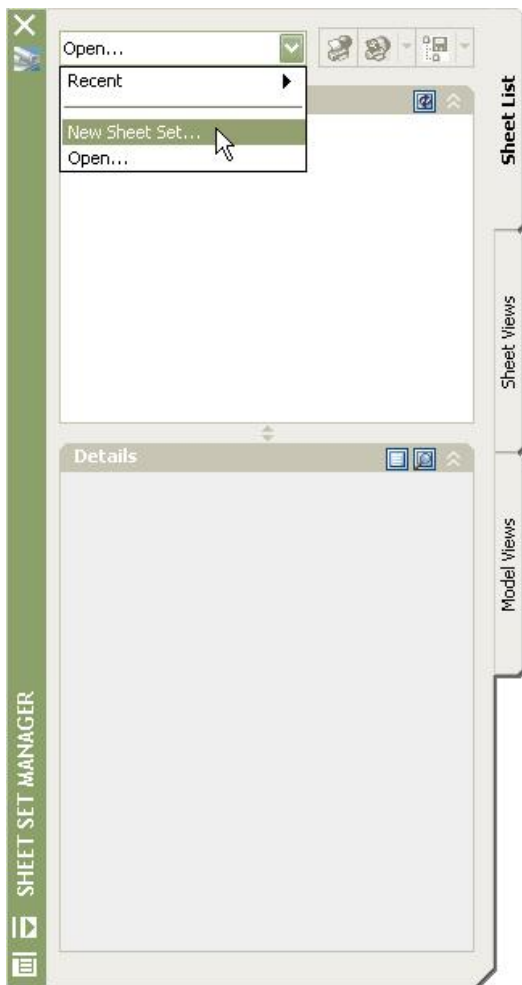 Open...
Recent
New Sheet Set...
Open...
Details
Sheet List
Sheet Views
Model Views
SHEET SET MANAGER